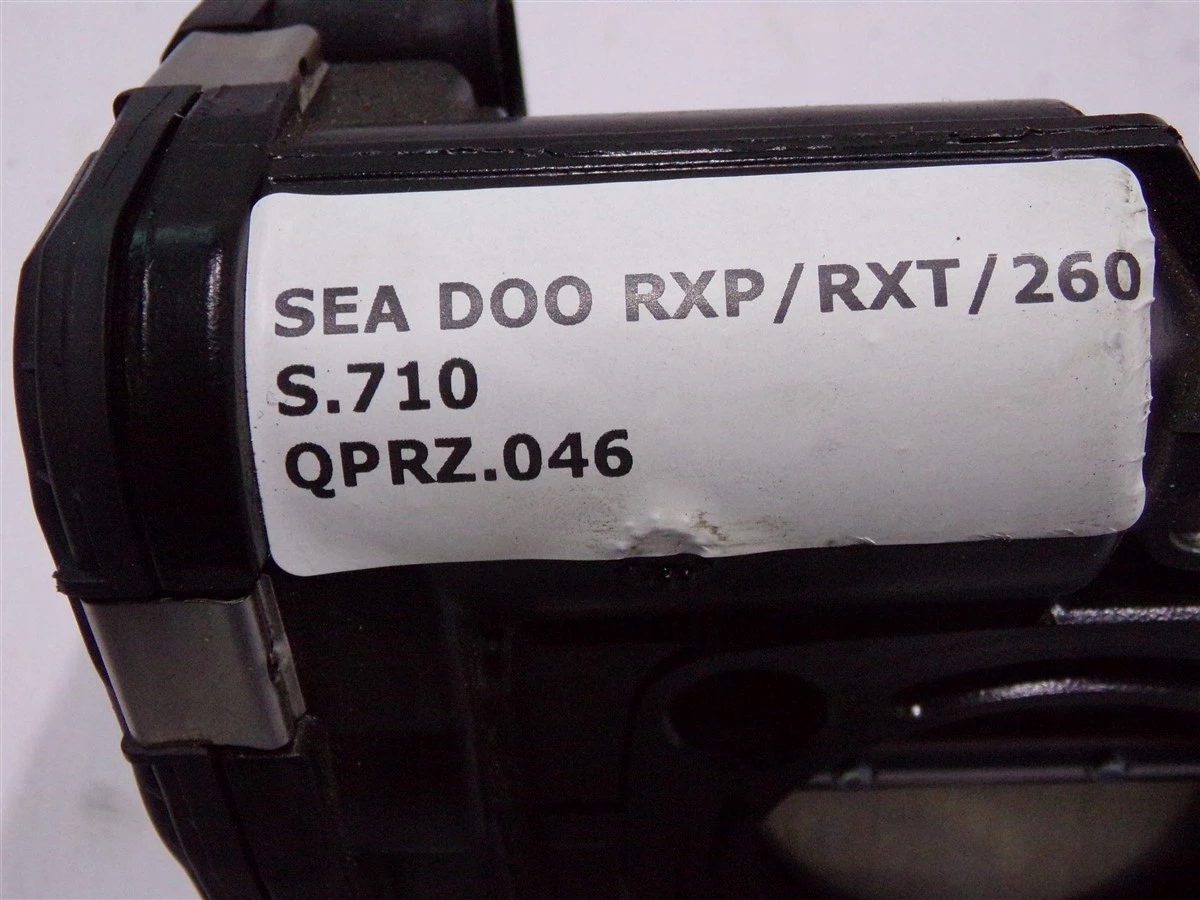 SEA DOO RXP/RXT/260
S.710
QPRZ.046